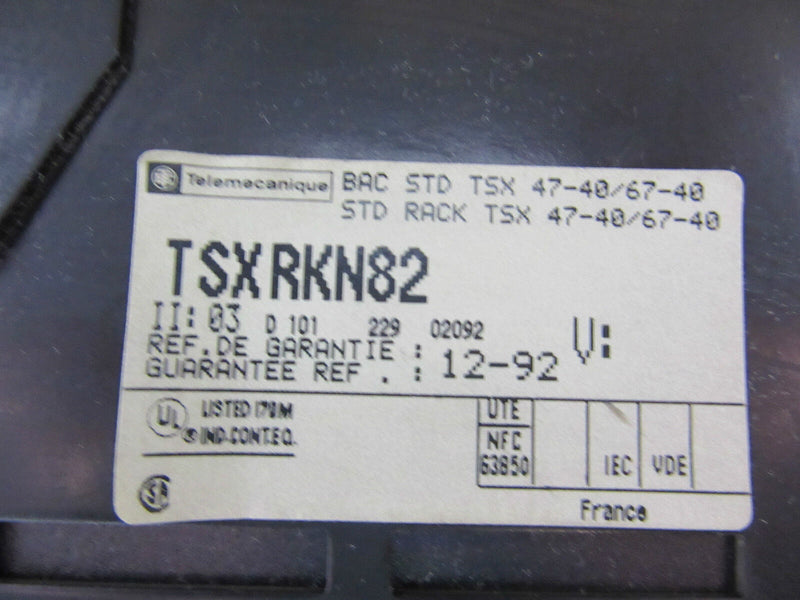 Telemecanique BAC STD TSX 47-40/67-40
STD RACK TSX 47-40/67-40
TSXRKN82
II: 03 D 101 229 02092 V:
REF.DE GARANTIE :
GUARANTEE REF . : 12-92
UL LISTED 179M
® IND.CONT.EQ.
UTE
NFC
63850 IEC VDE
SA
France